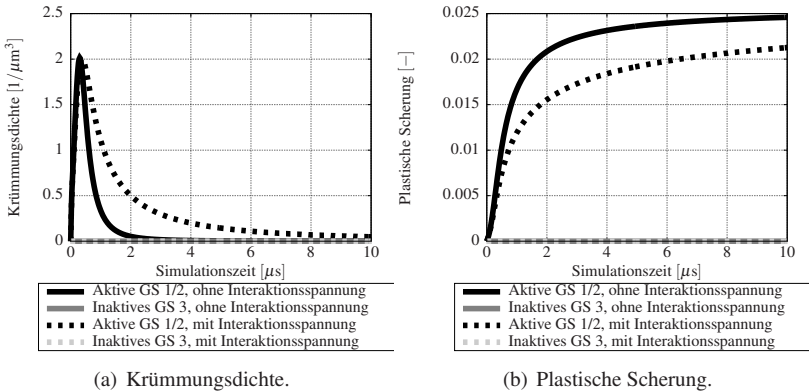 Krümmungsdichte [1/μm³]
2.5
2
1.5
1
0.5
0
0 2 4 6 8 10
Simulationszeit [μs]
Aktive GS 1/2, ohne Interaktionsspannung
Inaktives GS 3, ohne Interaktionsspannung
Aktive GS 1/2, mit Interaktionsspannung
Inaktives GS 3, mit Interaktionsspannung
(a) Krümmungsdichte.
Plastische Scherung [−]
0.025
0.02
0.015
0.01
0.005
0
0 2 4 6 8 10
Simulationszeit [μs]
Aktive GS 1/2, ohne Interaktionsspannung
Inaktives GS 3, ohne Interaktionsspannung
Aktive GS 1/2, mit Interaktionsspannung
Inaktives GS 3, mit Interaktionsspannung
(b) Plastische Scherung.